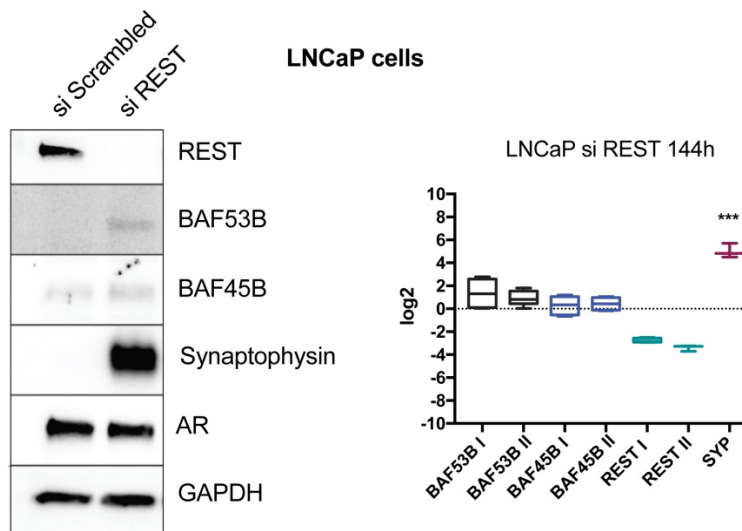 LNCaP cells
si Scrambled
si REST
REST
BAF53B
BAF45B
Synaptophysin
AR
GAPDH
LNCaP si REST 144h
log2
10
8
6
4
2
0
-2
-4
-6
-8
-10
***
BAF53B I
BAF53B II
BAF45B I
BAF45B II
REST I
REST II
SYP